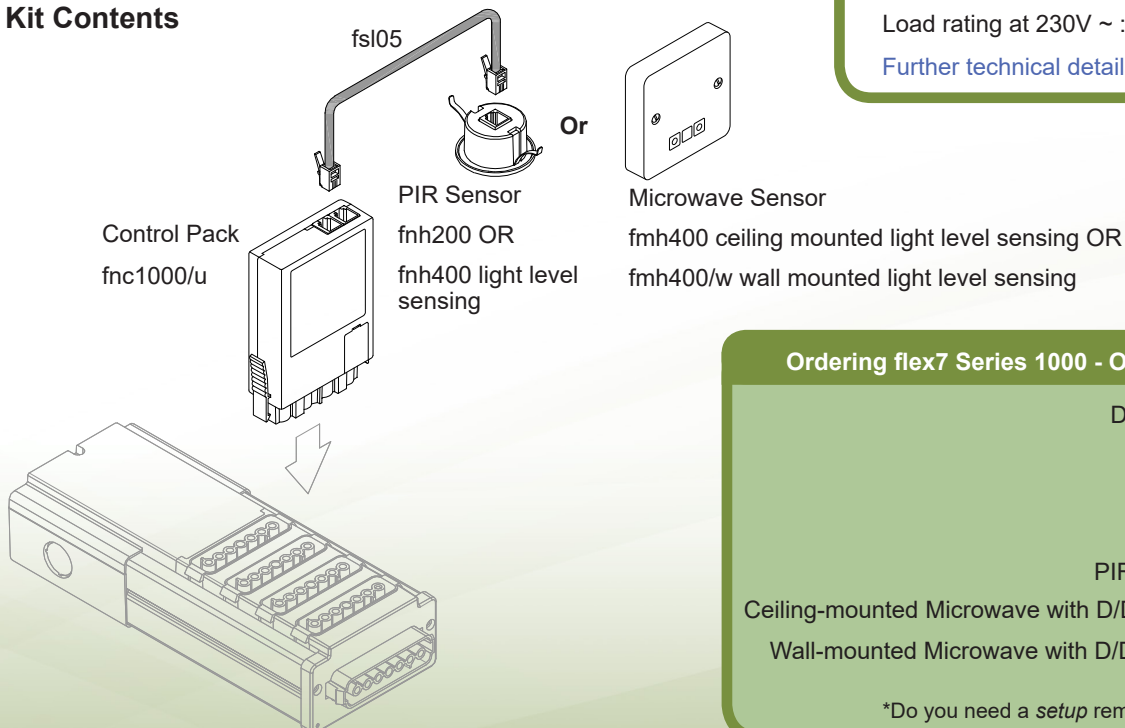 Kit Contents
fsl05
Load rating at 230V ~ :
Further technical detail
Or
PIR Sensor
fnh200 OR
fnh400 light level
sensing
Microwave Sensor
fmh400 ceiling mounted light level sensing OR
fmh400/w wall mounted light level sensing
Control Pack
fnc1000/u
Ordering flex7 Series 1000 - O
D
PIR
Ceiling-mounted Microwave with D/D
Wall-mounted Microwave with D/D
*Do you need a setup rem